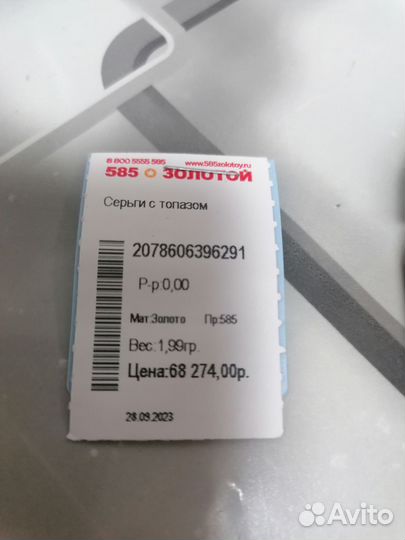 8 800 5555 585 www.585zolotoy.ru
585 ЗОЛОТОЙ
Серьги с топазом
2078606396291
Р-р 0,00
Мат:Золото Пр:585
Вес:1,99гр.
Цена:68 274,00р.
28.09.2023
Avito